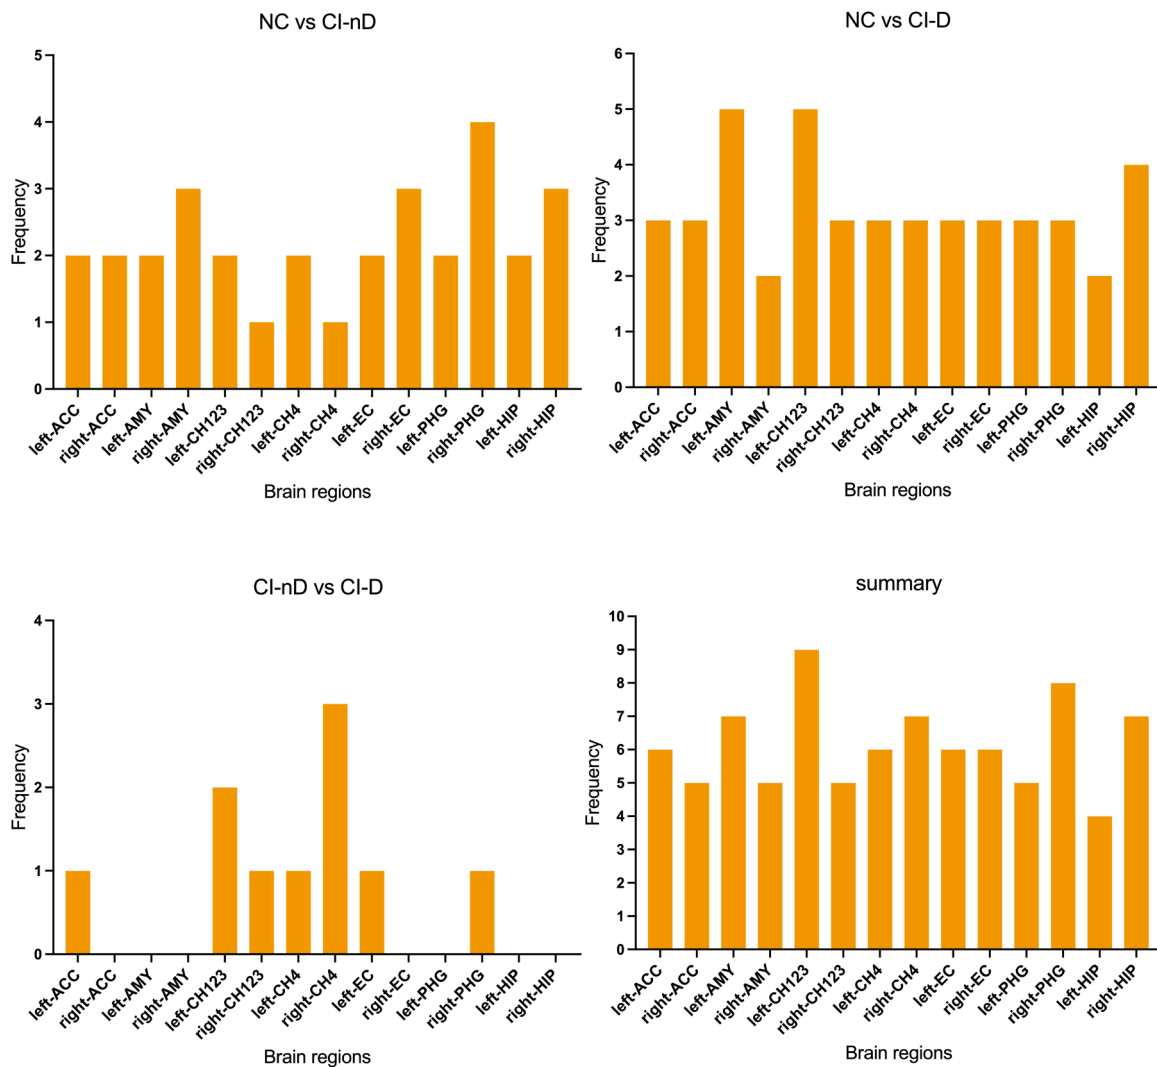 NC vs CI-nD
5
4
3
2
1
0
Frequency
left-ACC
right-ACC
left-AMY
right-AMY
left-CH123
right-CH123
left-CH4
right-CH4
left-EC
right-EC
left-PHG
right-PHG
left-HIP
right-HIP
Brain regions
NC vs CI-D
6
5
4
3
2
1
0
Frequency
left-ACC
right-ACC
left-AMY
right-AMY
left-CH123
right-CH123
left-CH4
right-CH4
left-EC
right-EC
left-PHG
right-PHG
left-HIP
right-HIP
Brain regions
CI-nD vs CI-D
4
3
2
1
0
Frequency
left-ACC
right-ACC
left-AMY
right-AMY
left-CH123
right-CH123
left-CH4
right-CH4
left-EC
right-EC
left-PHG
right-PHG
left-HIP
right-HIP
Brain regions
summary
10
9
8
7
6
5
4
3
2
1
0
Frequency
left-ACC
right-ACC
left-AMY
right-AMY
left-CH123
right-CH123
left-CH4
right-CH4
left-EC
right-EC
left-PHG
right-PHG
left-HIP
right-HIP
Brain regions